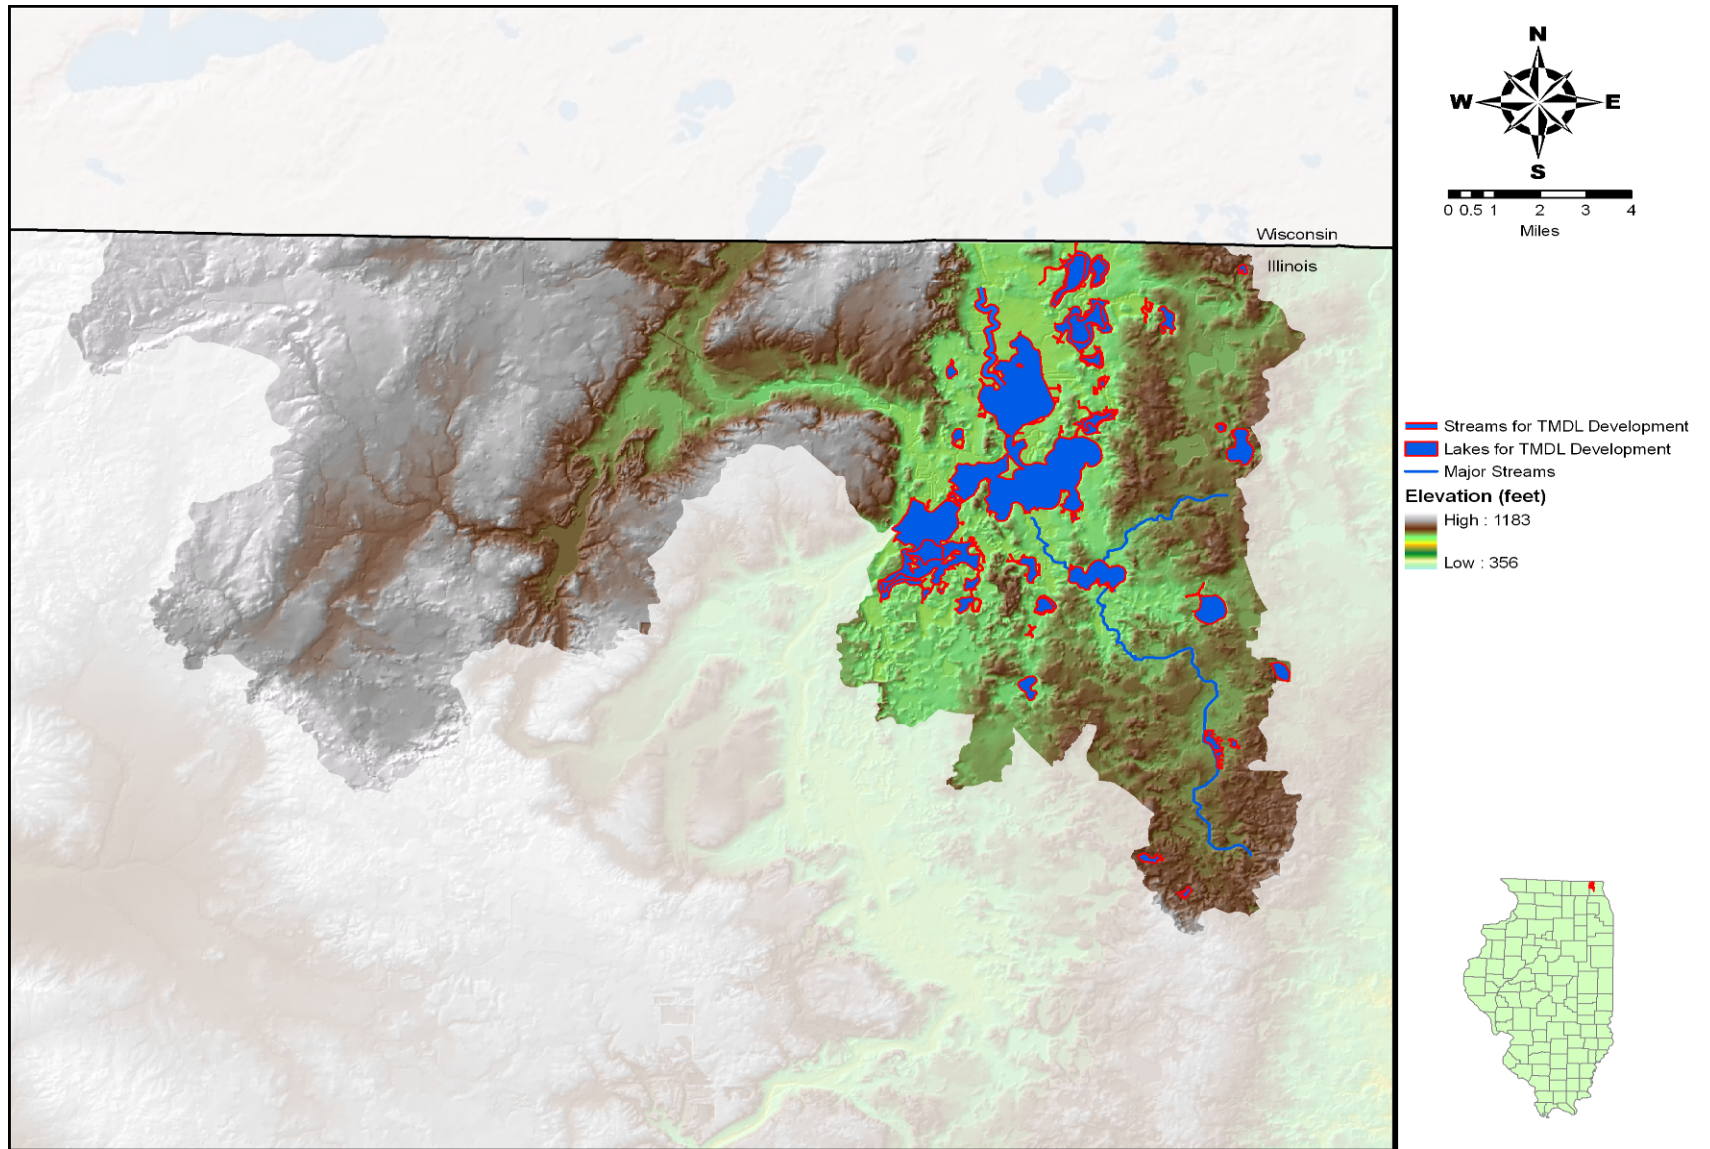 N
W E
S
0 0.5 1 2 3 4
Miles
Wisconsin
Illinois
Streams for TMDL Development
Lakes for TMDL Development
Major Streams
Elevation (feet)
High : 1183
Low : 356